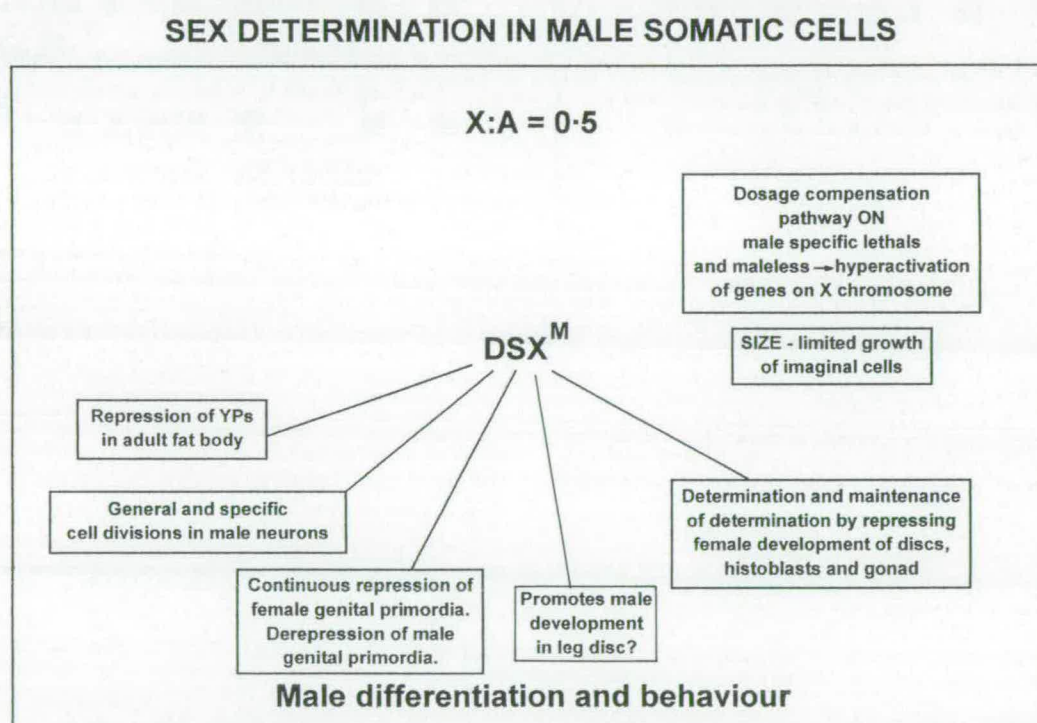 SEX DETERMINATION IN MALE SOMATIC CELLS
X:A = 0·5
Dosage compensation
pathway ON
male specific lethals
and maleless → hyperactivation
of genes on X chromosome
SIZE - limited growth
of imaginal cells
DSX^M
Repression of YPs
in adult fat body
General and specific
cell divisions in male neurons
Continuous repression of
female genital primordia.
Derepression of male
genital primordia.
Promotes male
development
in leg disc?
Determination and maintenance
of determination by repressing
female development of discs,
histoblasts and gonad
Male differentiation and behaviour